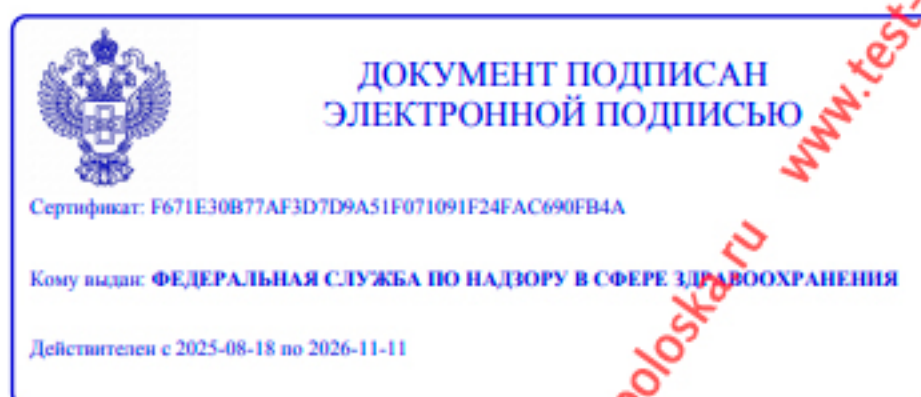 ДОКУМЕНТ ПОДПИСАН
ЭЛЕКТРОННОЙ ПОДПИСЬЮ
Сертификат: F671E30B77AF3D7D9A51F071091F24FAC690FB4A
Кому выдан: ФЕДЕРАЛЬНАЯ СЛУЖБА ПО НАДЗОРУ В СФЕРЕ ЗДРАВООХРАНЕНИЯ
Действителен с 2025-08-18 по 2026-11-11
www.test-
poloska.ru